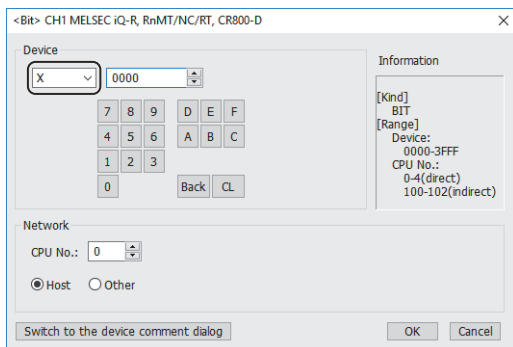 <Bit> CH1 MELSEC iQ-R, RnMT/NC/RT, CR800-D
Device
X 0000
7 8 9 D E F
4 5 6 A B C
1 2 3
0 Back CL
Information
[Kind]
BIT
[Range]
Device:
0000-3FFF
CPU No.:
0-4(direct)
100-102(indirect)
Network
CPU No.: 0
Host Other
Switch to the device comment dialog OK Cancel